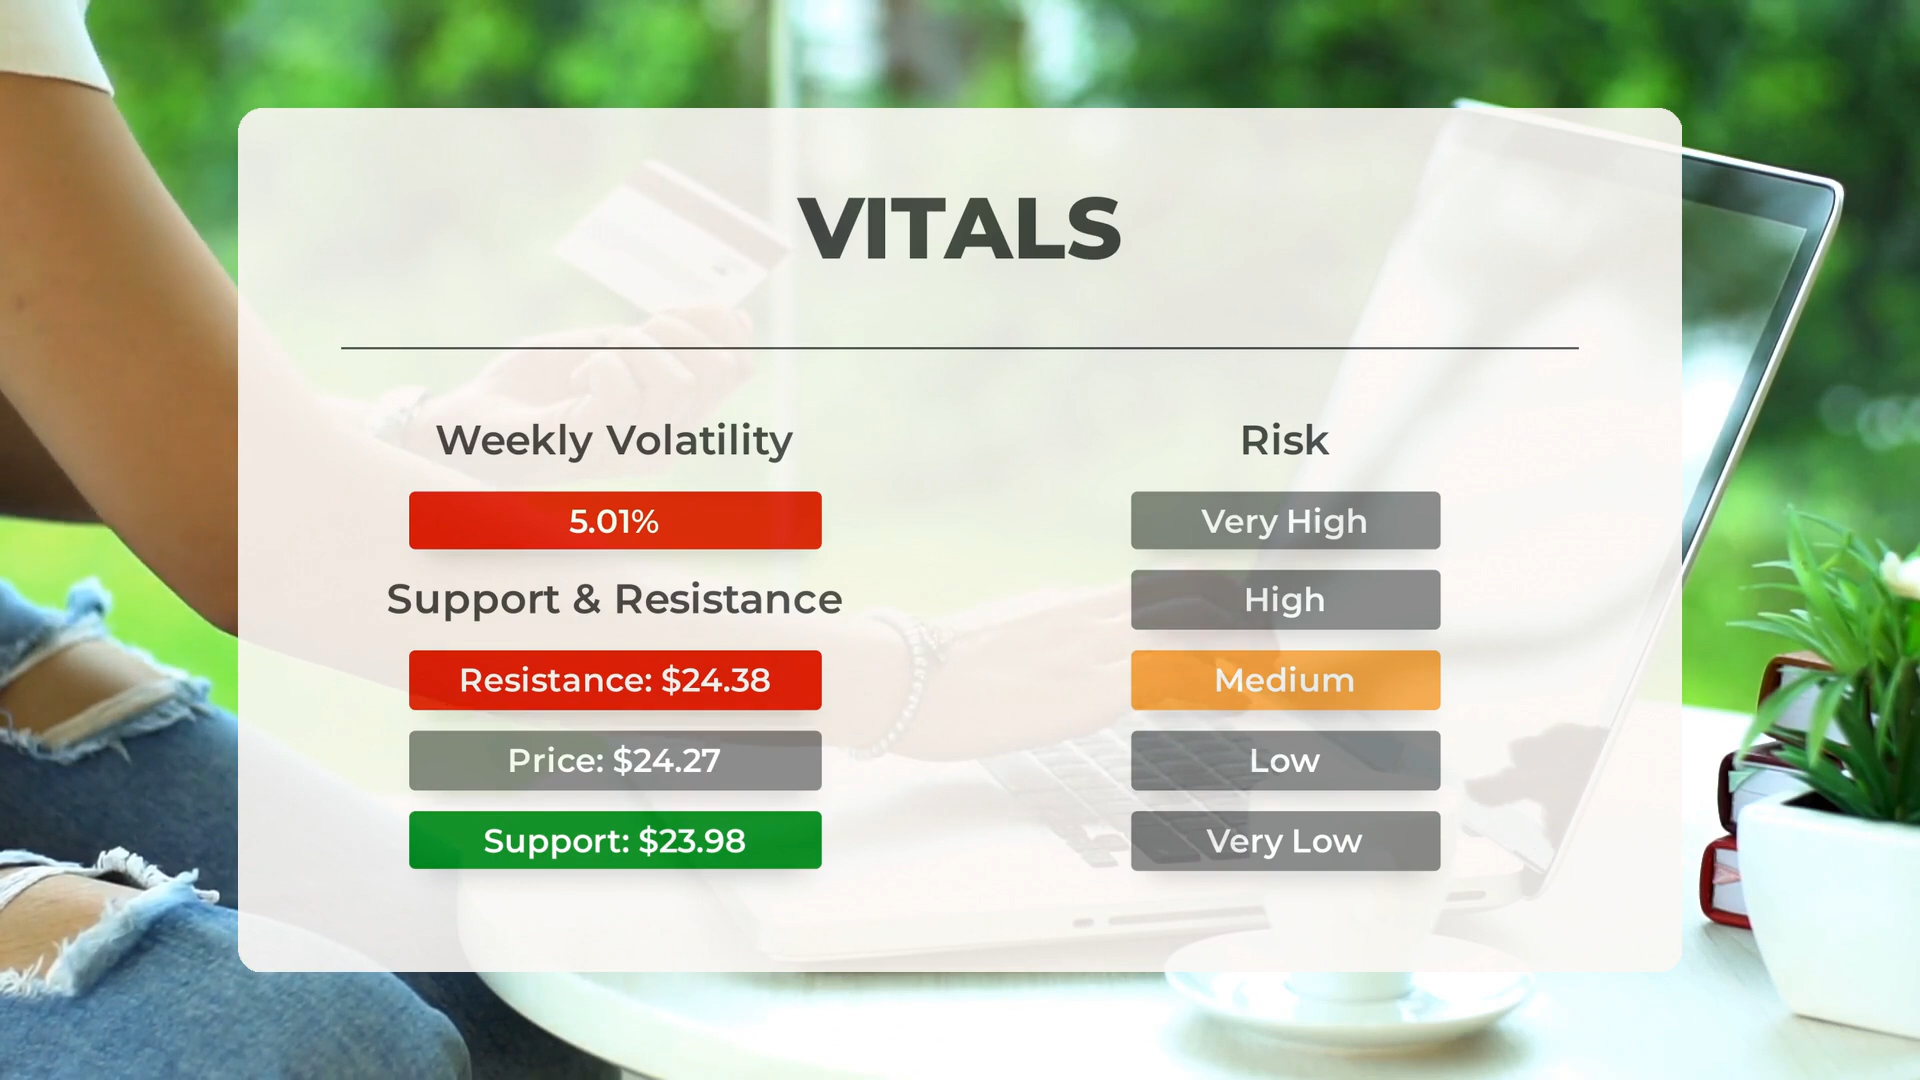 VITALS
Weekly Volatility
5.01%
Support & Resistance
Resistance: $24.38
Price: $24.27
Support: $23.98
Risk
Very High
High
Medium
Low
Very Low